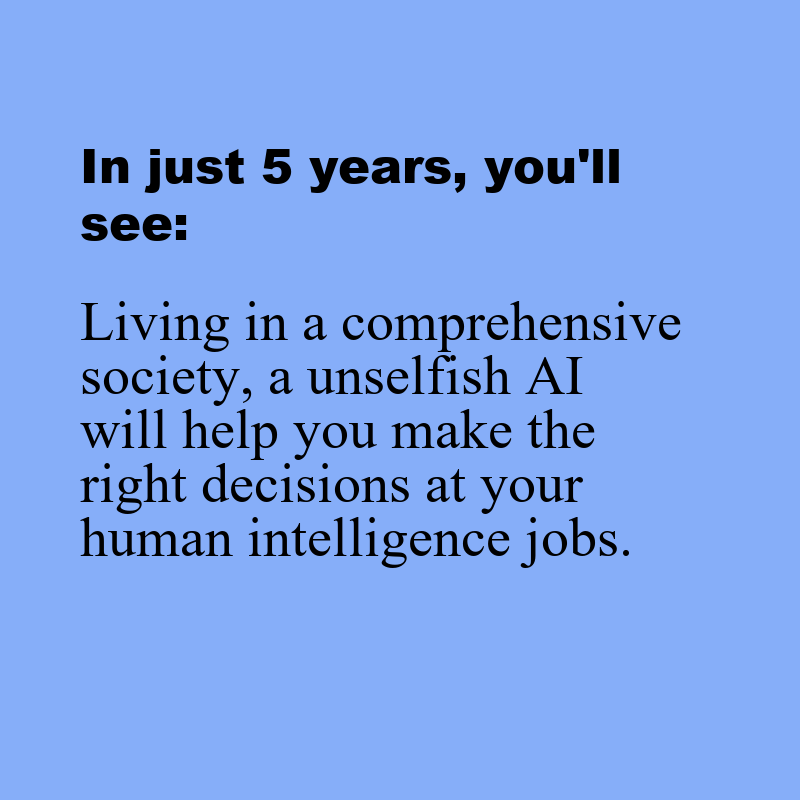 In just 5 years, you'll
see:
Living in a comprehensive
society, a unselfish AI
will help you make the
right decisions at your
human intelligence jobs.